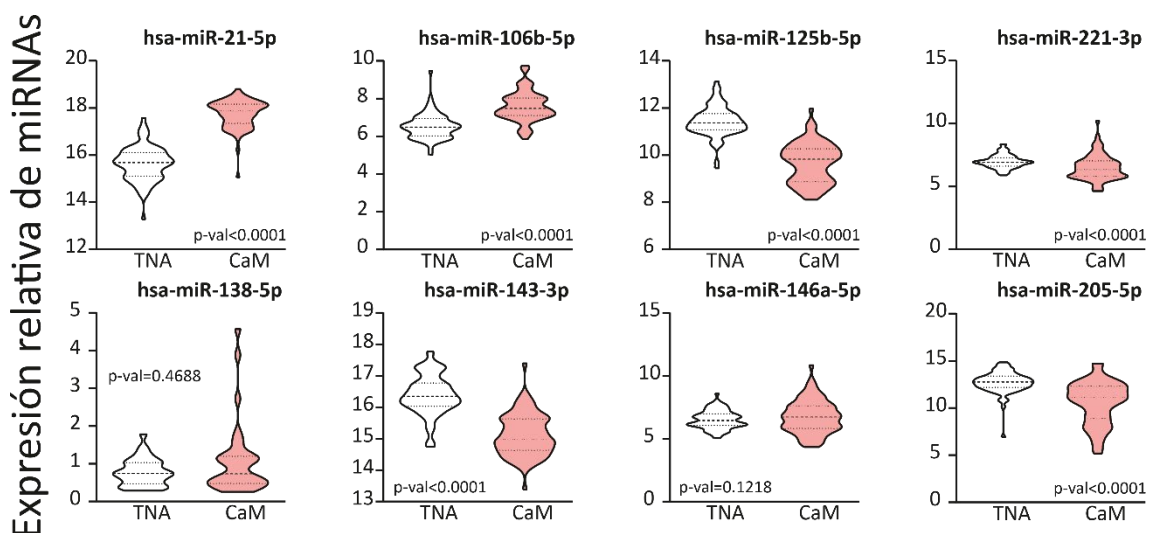 Expresión relativa de miRNAs
hsa-miR-21-5p
20
18
16
14
12
p-val<0.0001
TNA
CaM
hsa-miR-106b-5p
10
8
6
4
2
0
p-val<0.0001
TNA
CaM
hsa-miR-125b-5p
14
12
10
8
6
p-val<0.0001
TNA
CaM
hsa-miR-221-3p
15
10
5
0
p-val<0.0001
TNA
CaM
hsa-miR-138-5p
5
4
3
2
1
0
p-val=0.4688
TNA
CaM
hsa-miR-143-3p
19
18
17
16
15
14
13
p-val<0.0001
TNA
CaM
hsa-miR-146a-5p
15
10
5
0
p-val=0.1218
TNA
CaM
hsa-miR-205-5p
20
15
10
5
0
p-val<0.0001
TNA
CaM